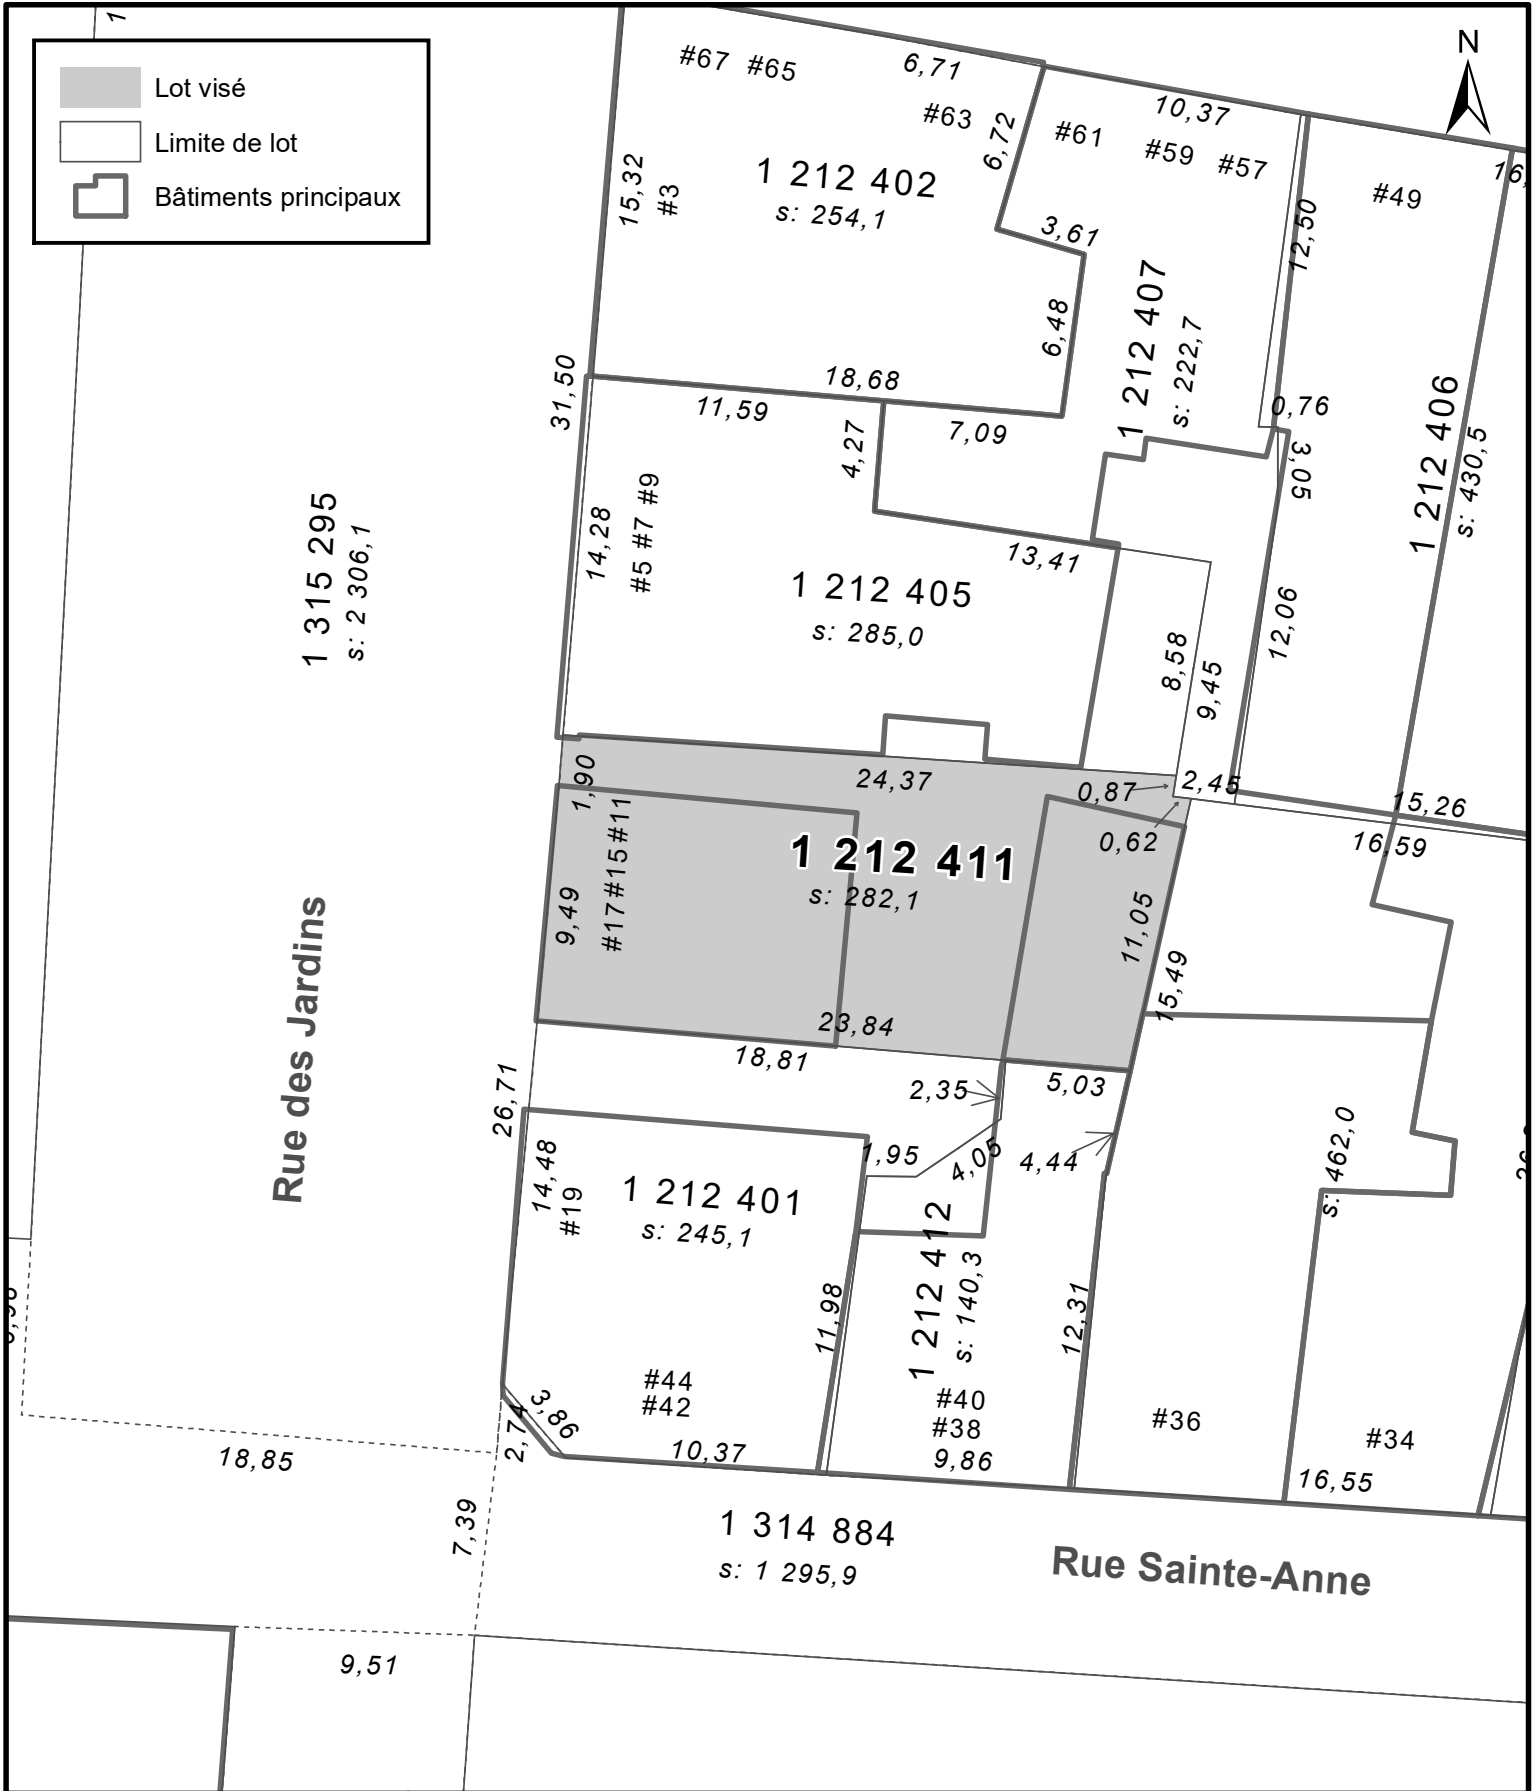 1
Lot visé
Limite de lot
Bâtiments principaux
N
#67 #65
6,71
#63
6,72
10,37
#61
#59
#57
#49
16,
15,32
#3
1 212 402
s: 254,1
3,61
12,50
6,48
1 212 407
s: 222,7
31,50
18,68
11,59
7,09
4,27
0,76
3,05
1 212 406
s: 430,5
1 315 295
s: 2 306,1
14,28
#5 #7 #9
13,41
1 212 405
s: 285,0
8,58
9,45
12,06
1,90
24,37
0,87
2,45
15,26
0,62
16,59
#17#15#11
9,49
1 212 411
s: 282,1
11,05
15,49
Rue des Jardins
23,84
18,81
26,71
2,35
5,03
4,44
1,95
4,05
14,48
#19
1 212 401
s: 245,1
1 212 412
s: 140,3
s: 462,0
11,98
12,31
#44
#42
3,86
2,74
10,37
#40
#38
9,86
#36
#34
16,55
18,85
7,39
1 314 884
s: 1 295,9
Rue Sainte-Anne
9,51